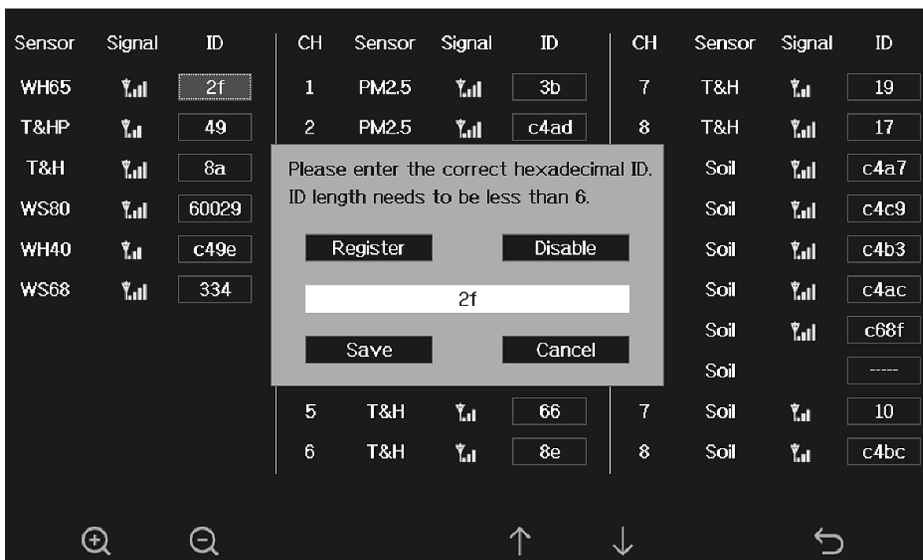 Sensor Signal ID CH Sensor Signal ID CH Sensor Signal ID
WH65 2f 1 PM2.5 3b 7 T&H 19
T&HP 49 2 PM2.5 c4ad 8 T&H 17
T&H 8a Soil c4a7
WS80 60029 Soil c4c9
WH40 c49e Soil c4b3
WS68 334 Soil c4ac
Soil c68f
Soil -----
5 T&H 66 7 Soil 10
6 T&H 8e 8 Soil c4bc
Please enter the correct hexadecimal ID.
ID length needs to be less than 6.
Register Disable
2f
Save Cancel